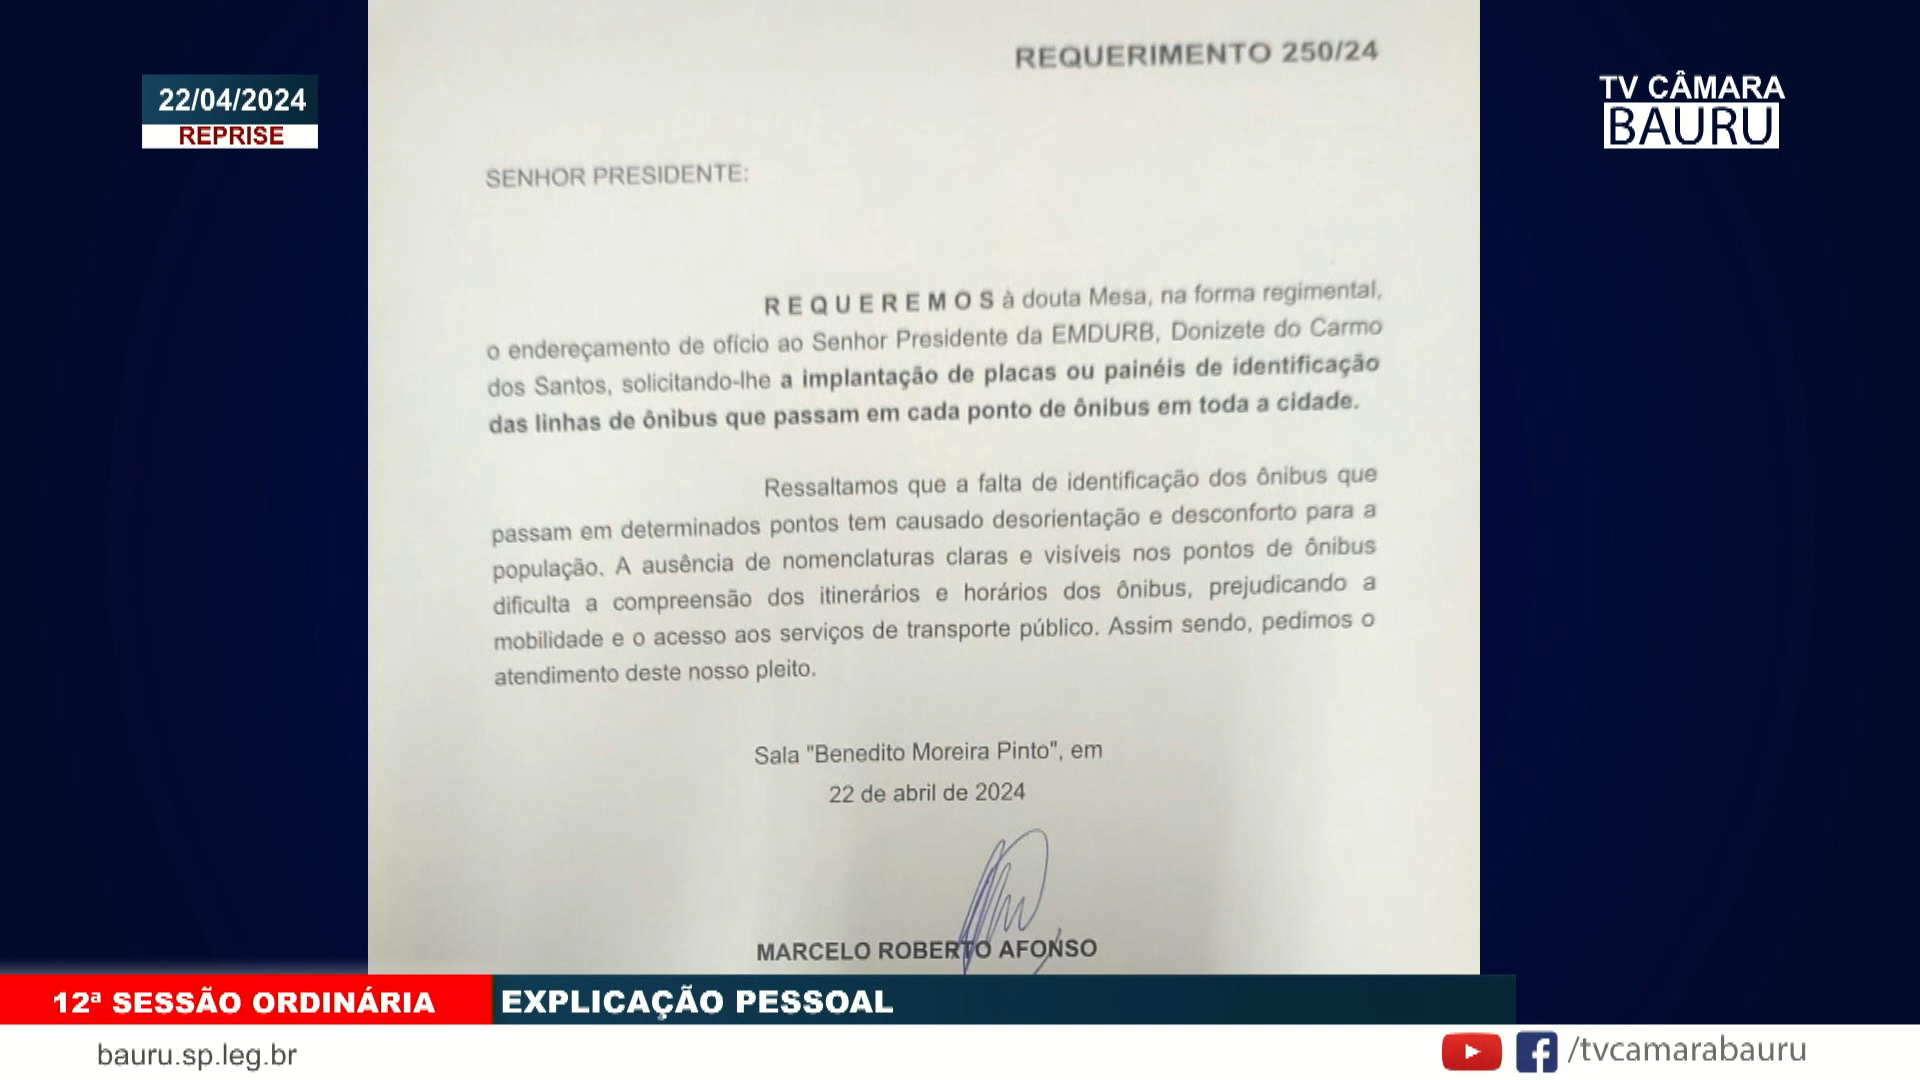 22/04/2024
REPRISE
TV CÂMARA
BAURU
REQUERIMENTO 250/24
SENHOR PRESIDENTE:
R E Q U E R E M O S à douta Mesa, na forma regimental,
o endereçamento de ofício ao Senhor Presidente da EMDURB, Donizete do Carmo
dos Santos, solicitando-lhe a implantação de placas ou painéis de identificação
das linhas de ônibus que passam em cada ponto de ônibus em toda a cidade.
Ressaltamos que a falta de identificação dos ônibus que
passam em determinados pontos tem causado desorientação e desconforto para a
população. A ausência de nomenclaturas claras e visíveis nos pontos de ônibus
dificulta a compreensão dos itinerários e horários dos ônibus, prejudicando a
mobilidade e o acesso aos serviços de transporte público. Assim sendo, pedimos o
atendimento deste nosso pleito.
Sala "Benedito Moreira Pinto", em
22 de abril de 2024
MARCELO ROBERTO AFONSO
12ª SESSÃO ORDINÁRIA
EXPLICAÇÃO PESSOAL
bauru.sp.leg.br
/tvcamarabauru